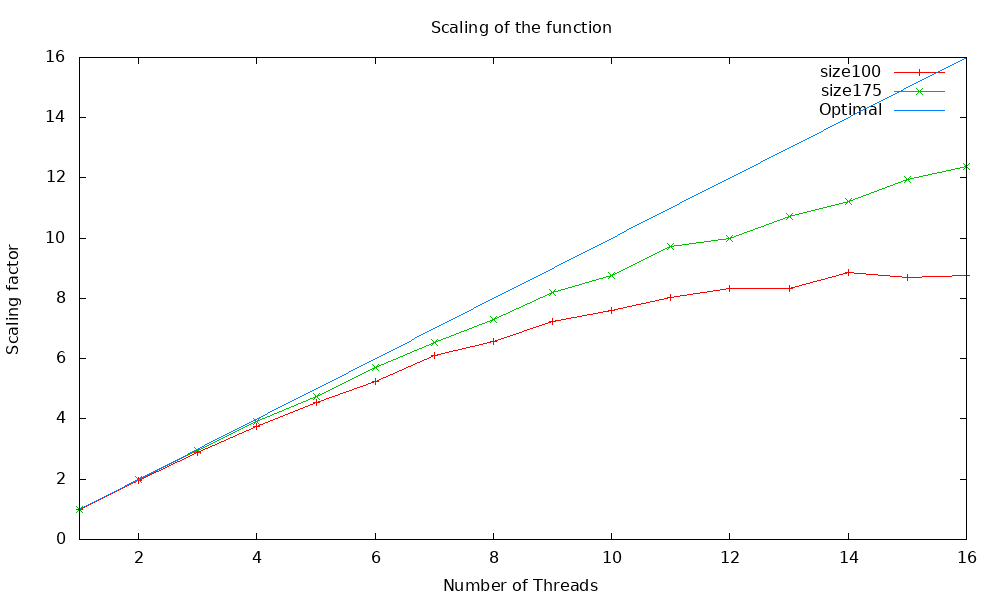 Scaling of the function
16
14
12
10
8
6
4
2
0
Scaling factor
size100
size175
Optimal
2 4 6 8 10 12 14 16
Number of Threads